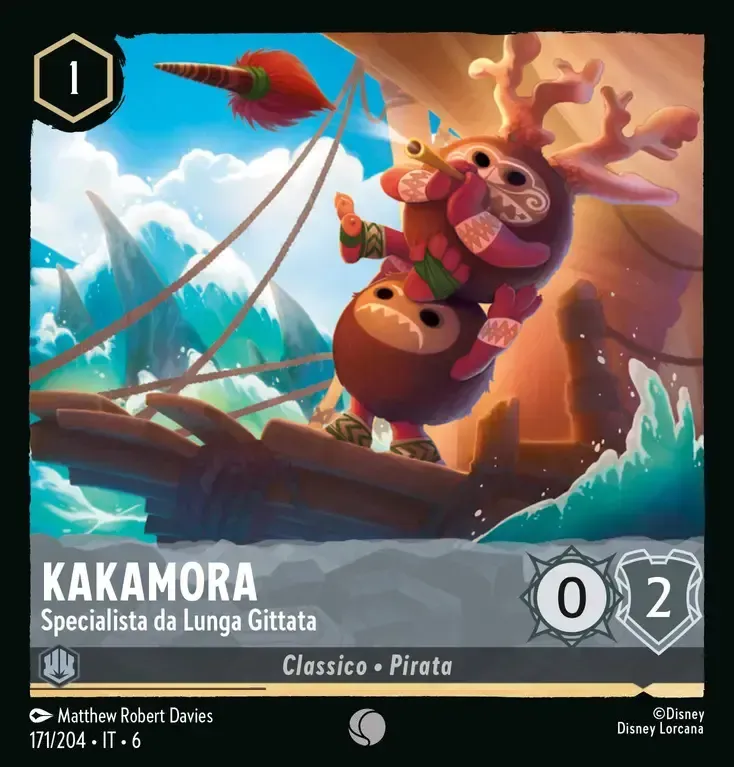 1
KAKAMORA
Specialista da Lunga Gittata
0
2
Classico • Pirata
Matthew Robert Davies
171/204 • IT • 6
©Disney
Disney Lorcana